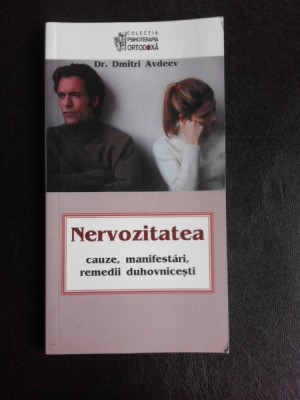 COLECȚIA
PSIHOTERAPIA
ORTODOXĂ
Dr. Dmitri Avdeev
Nervozitatea
cauze, manifestări,
remedii duhovnicești